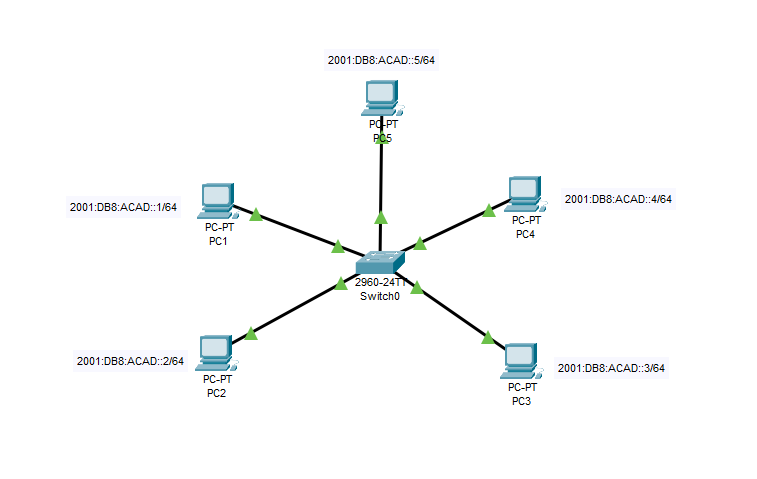 2001:DB8:ACAD::5/64
PC-PT
PC5
2001:DB8:ACAD::1/64
PC-PT
PC1
2001:DB8:ACAD::4/64
PC-PT
PC4
2960-24TT
Switch0
2001:DB8:ACAD::2/64
PC-PT
PC2
2001:DB8:ACAD::3/64
PC-PT
PC3